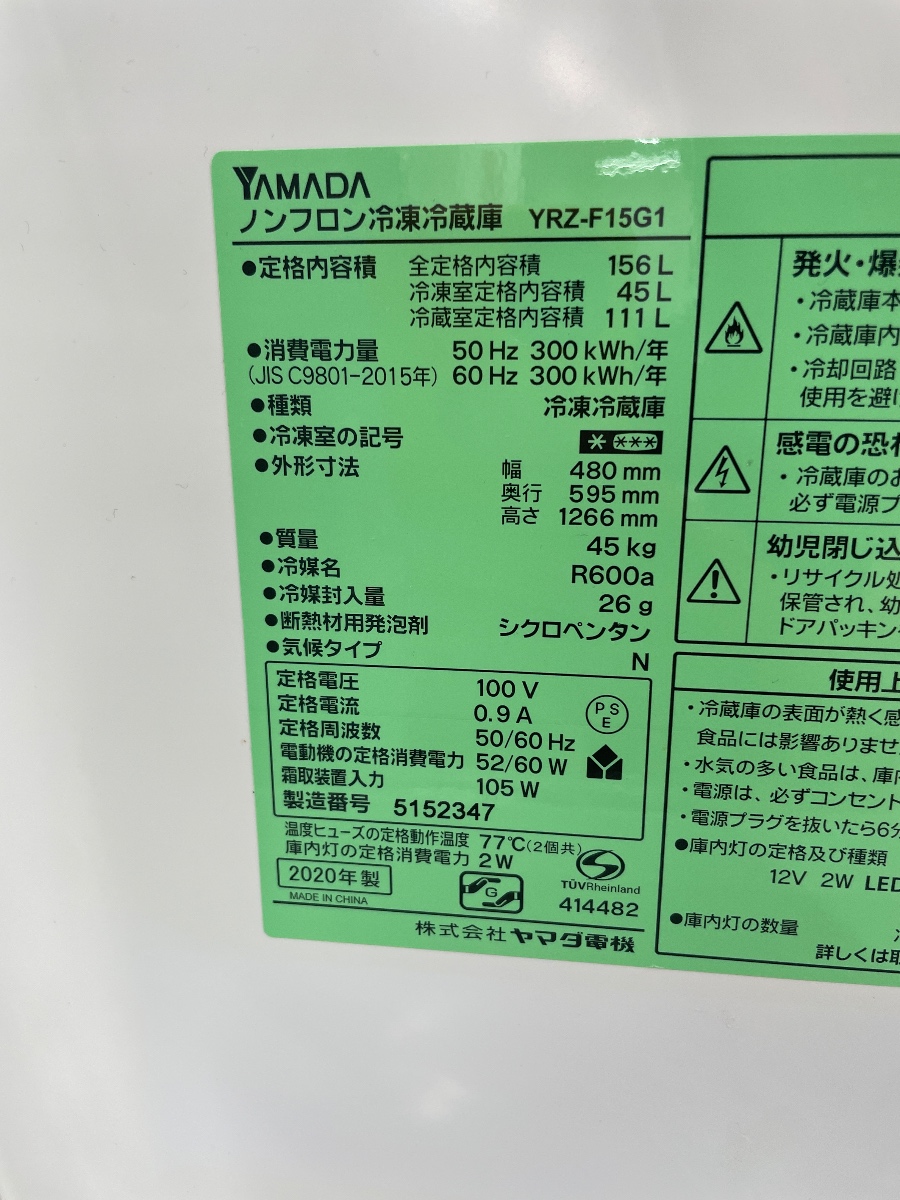 YAMADA
ノンフロン冷凍冷蔵庫 YRZ-F15G1
●定格内容積 全定格内容積 156 L
冷凍室定格内容積 45 L
冷蔵室定格内容積 111 L
●消費電力量 50 Hz 300 kWh/年
(JIS C9801-2015年) 60 Hz 300 kWh/年
●種類 冷凍冷蔵庫
●冷凍室の記号
●外形寸法 幅 480 mm
奥行 595 mm
高さ 1266 mm
●質量 45 kg
●冷媒名 R600a
●冷媒封入量 26 g
●断熱材用発泡剤 シクロペンタン
●気候タイプ N
定格電圧 100 V
定格電流 0.9 A
定格周波数 50/60 Hz
電動機の定格消費電力 52/60 W
霜取装置入力 105 W
製造番号 5152347
PS
E
温度ヒューズの定格動作温度 77℃(2個共)
庫内灯の定格消費電力 2W
2020年製
MADE IN CHINA
G
TÜVRheinland
414482
株式会社ヤマダ電機
発火・爆
・冷蔵庫本
・冷蔵庫内
・冷却回路
使用を避け
感電の恐れ
・冷蔵庫のお
必ず電源プ
幼児閉じ込
・リサイクル処
保管され、幼
ドアパッキン
使用上
・冷蔵庫の表面が熱く感
食品には影響ありませ
・水気の多い食品は、庫内
・電源は、必ずコンセント
・電源プラグを抜いたら6分
●庫内灯の定格及び種類
12V 2W LED
●庫内灯の数量
詳しくは取